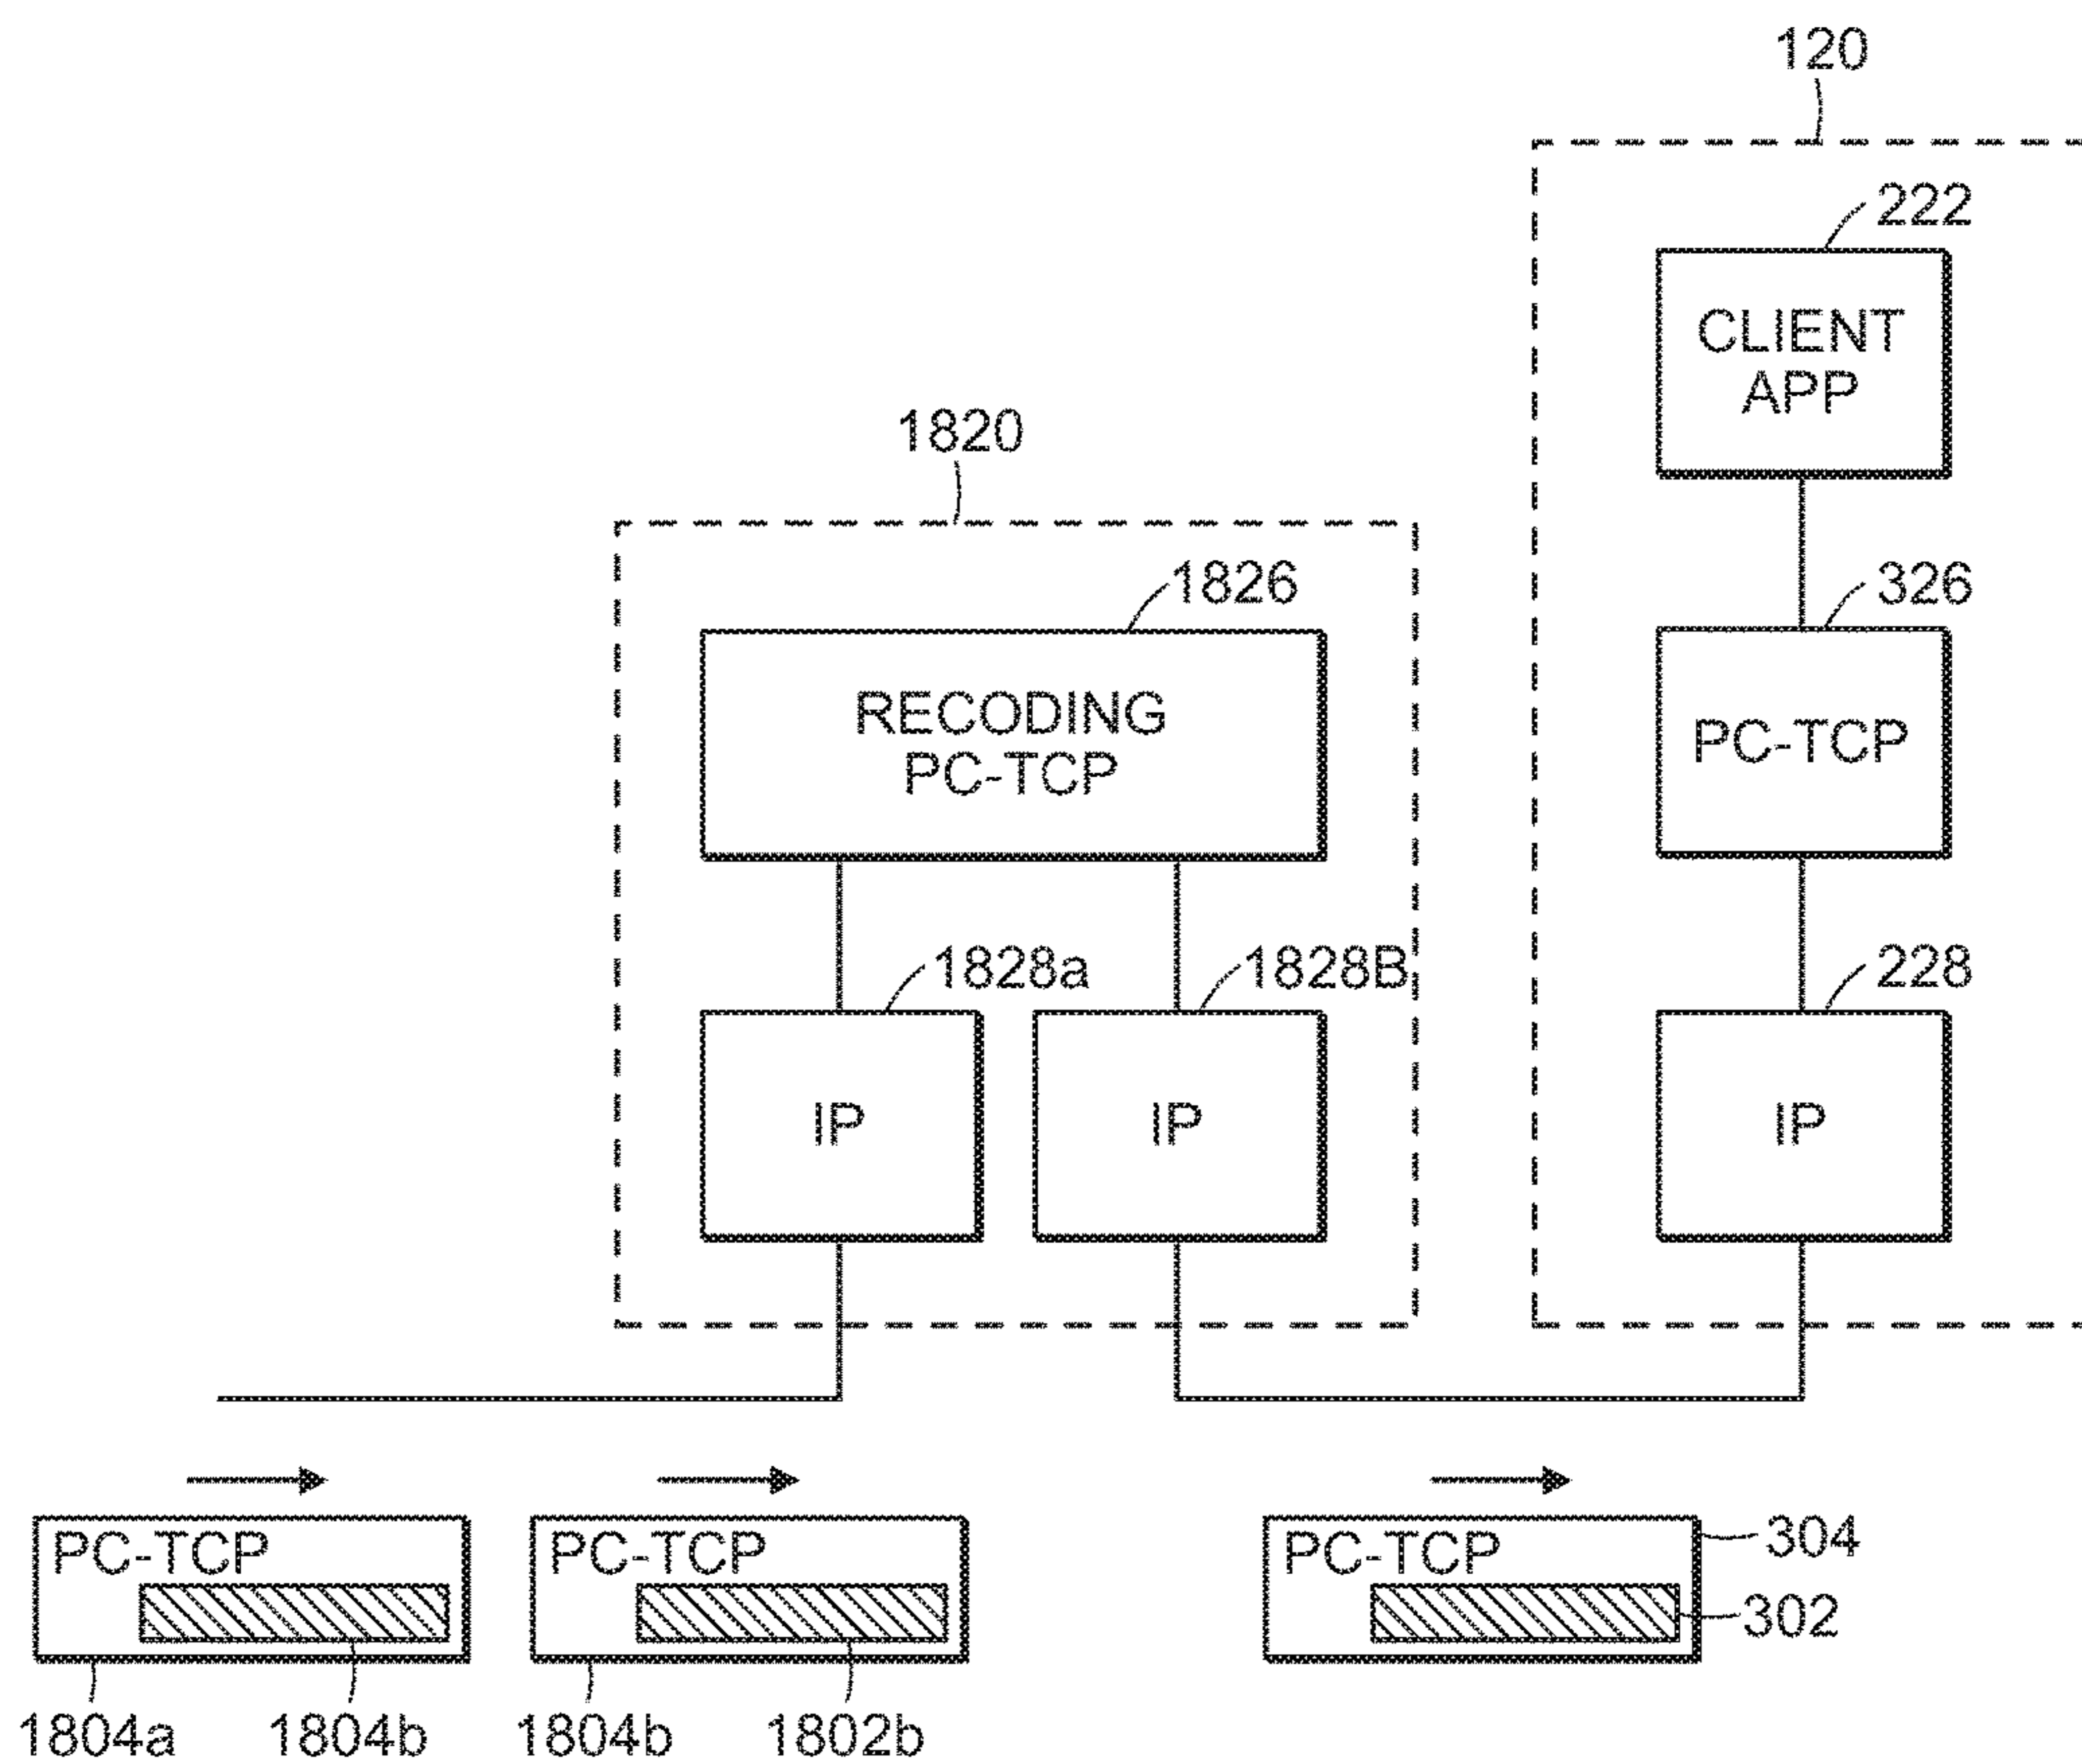 120
222
CLIENT
APP
1820
1826
326
RECODING
PC-TCP
PC-TCP
1828a
1828B
228
IP
IP
IP
PC-TCP
PC-TCP
PC-TCP
304
302
1804a
1804b
1804b
1802b